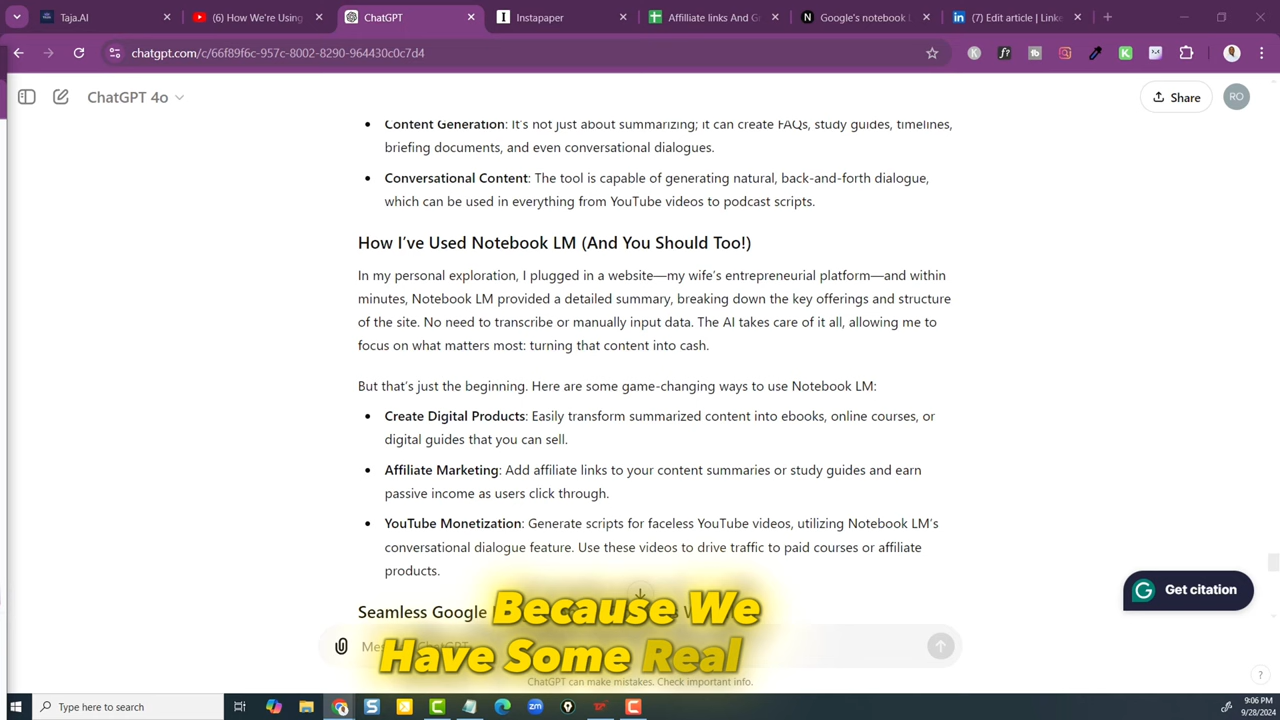 Taja.AI
(6) How We're Using
ChatGPT
Instapaper
Affilliate links And G
Google's notebook
(7) Edit article | Linke
chatgpt.com/c/66f89f6c-957c-8002-8290-964430c0c7d4
ChatGPT 4o
Share
RO
• Content Generation: It's not just about summarizing; it can create FAQs, study guides, timelines,
briefing documents, and even conversational dialogues.
• Conversational Content: The tool is capable of generating natural, back-and-forth dialogue,
which can be used in everything from YouTube videos to podcast scripts.
How I've Used Notebook LM (And You Should Too!)
In my personal exploration, I plugged in a website—my wife's entrepreneurial platform—and within
minutes, Notebook LM provided a detailed summary, breaking down the key offerings and structure
of the site. No need to transcribe or manually input data. The AI takes care of it all, allowing me to
focus on what matters most: turning that content into cash.
But that's just the beginning. Here are some game-changing ways to use Notebook LM:
• Create Digital Products: Easily transform summarized content into ebooks, online courses, or
digital guides that you can sell.
• Affiliate Marketing: Add affiliate links to your content summaries or study guides and earn
passive income as users click through.
• YouTube Monetization: Generate scripts for faceless YouTube videos, utilizing Notebook LM's
conversational dialogue feature. Use these videos to drive traffic to paid courses or affiliate
products.
Get citation
Seamless Google
Because We
Have Some Real
ChatGPT can make mistakes. Check important info.
Type here to search
9:06 PM
9/28/2024